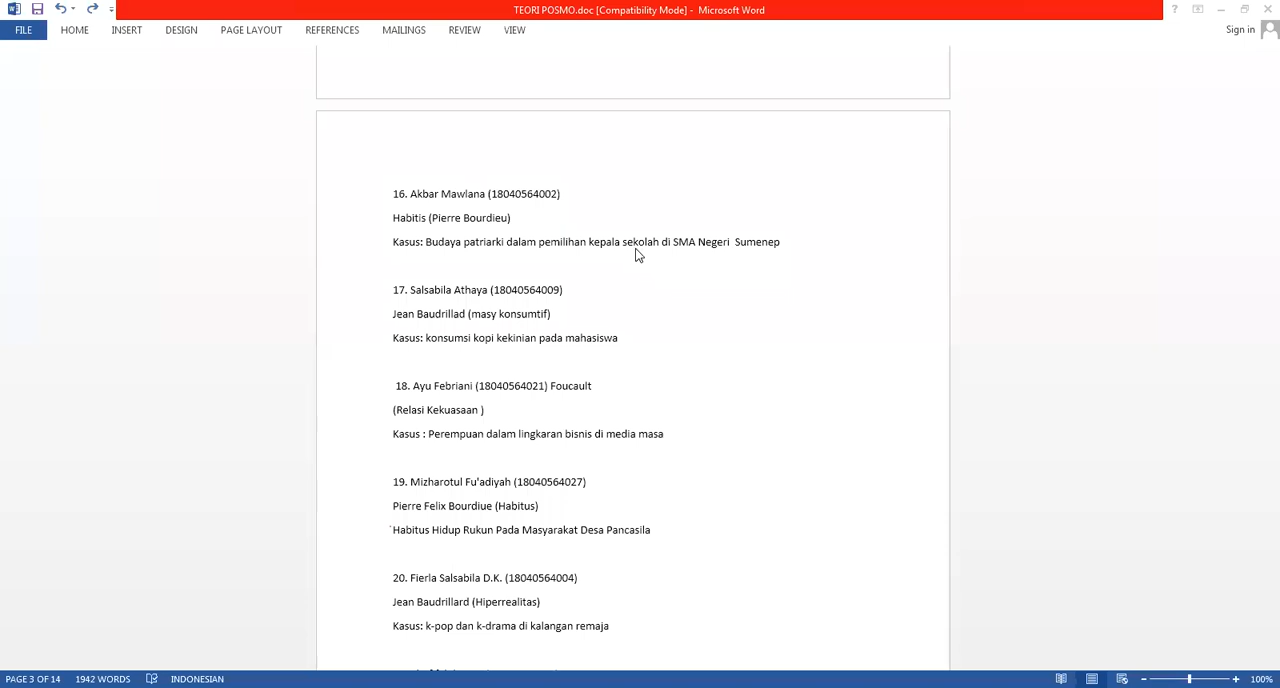 TEORI POSMO.doc [Compatibility Mode] - Microsoft Word
?
FILE HOME INSERT DESIGN PAGE LAYOUT REFERENCES MAILINGS REVIEW VIEW Sign in
16. Akbar Mawlana (18040564002)
Habitis (Pierre Bourdieu)
Kasus: Budaya patriarki dalam pemilihan kepala sekolah di SMA Negeri Sumenep
17. Salsabila Athaya (18040564009)
Jean Baudrillad (masy konsumtif)
Kasus: konsumsi kopi kekinian pada mahasiswa
18. Ayu Febriani (18040564021) Foucault
(Relasi Kekuasaan )
Kasus : Perempuan dalam lingkaran bisnis di media masa
19. Mizharotul Fu'adiyah (18040564027)
Pierre Felix Bourdiue (Habitus)
`Habitus Hidup Rukun Pada Masyarakat Desa Pancasila
20. Fierla Salsabila D.K. (18040564004)
Jean Baudrillard (Hiperrealitas)
Kasus: k-pop dan k-drama di kalangan remaja
PAGE 3 OF 14 1942 WORDS INDONESIAN 100%